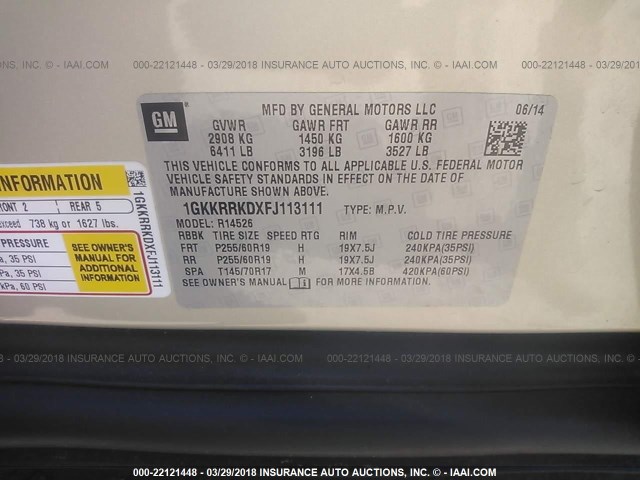 INC. - IAAI.COM    000-22121448 - 03/29/2018 INSURANCE AUTO AUCTIONS, INC. - IAAI.COM    000-22121448 - 03/29/2018 INSURANCE
GM
MFD BY GENERAL MOTORS LLC    06/14
GVWR    GAWR FRT    GAWR RR
2908 KG    1450 KG    1600 KG
6411 LB    3196 LB    3527 LB
THIS VEHICLE CONFORMS TO ALL APPLICABLE U.S. FEDERAL MOTOR
VEHICLE SAFETY STANDARDS IN EFFECT ON THE DATE OF
MANUFACTURE SHOWN ABOVE.
1GKKRRKDXFJ113111    TYPE: M.P.V.
MODEL: R14526
RBBK    TIRE SIZE    SPEED RTG    RIM    COLD TIRE PRESSURE
FRT    P255/60R19    H    19X7.5J    240KPA(35PSI)
RR    P255/60R19    H    19X7.5J    240KPA(35PSI)
SPA    T145/70R17    M    17X4.5B    420KPA(60PSI)
SEE OWNER'S MANUAL FOR MORE INFORMATION.
INFORMATION
FRONT 2    REAR 5
exceed 738 kg or 1627 lbs.
PRESSURE
kPa, 35 PSI
kPa, 35 PSI
kPa, 60 PSI
SEE OWNER'S
MANUAL FOR
ADDITIONAL
INFORMATION
1GKKRRKDXFJ113111
INC. - IAAI.COM    000-22121448 - 03/29/2018 INSURANCE AUTO AUCTIONS, INC. - IAAI.COM    000-22121448 - 03/29/2018 INSURANCE
000-22121448 - 03/29/2018 INSURANCE AUTO AUCTIONS, INC. - IAAI.COM